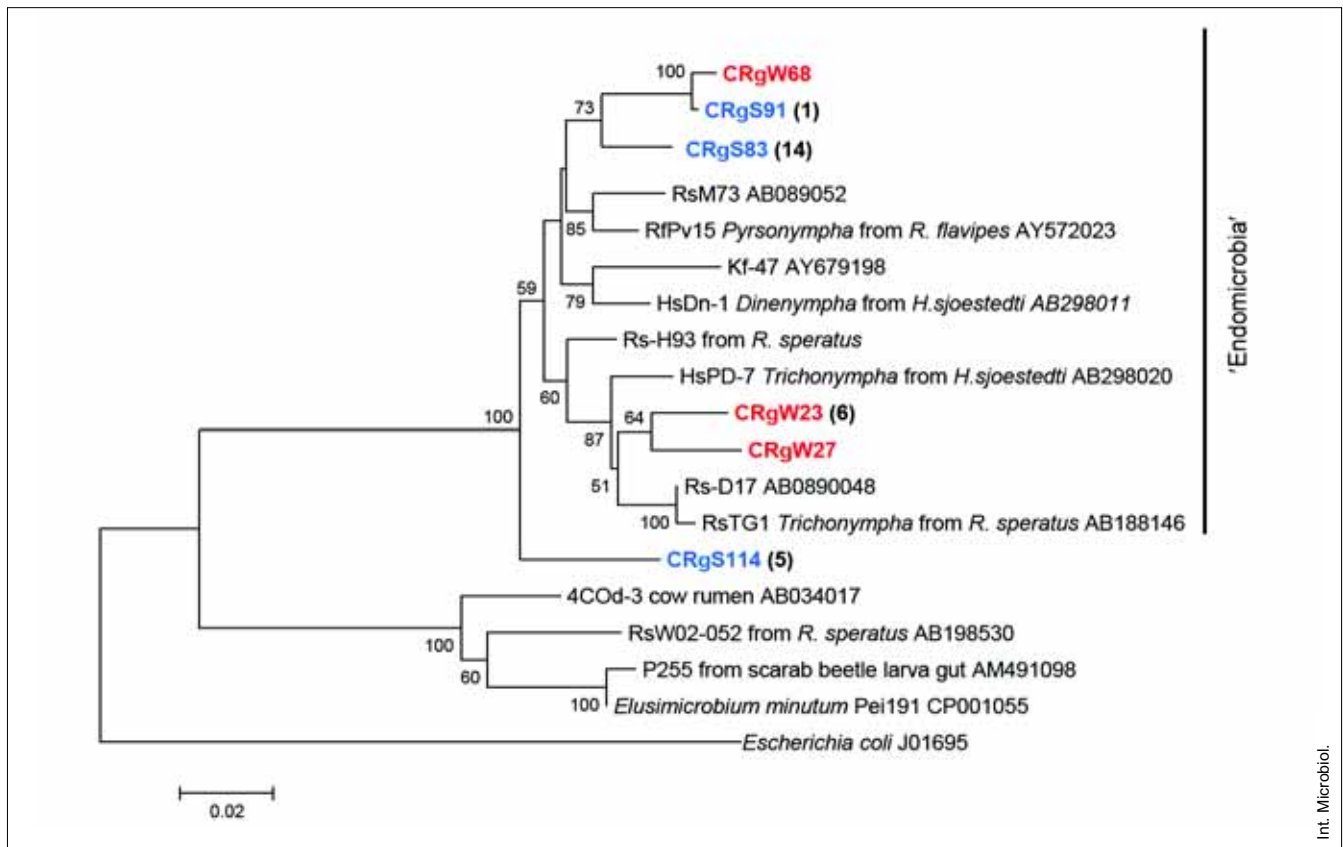 100 CRgW68
73 CRgS91 (1)
CRgS83 (14)
RsM73 AB089052
85 RfPv15 Pyrsonympha from R. flavipes AY572023
Kf-47 AY679198
59
79 HsDn-1 Dinenympha from H.sjoestedti AB298011
Rs-H93 from R. speratus
HsPD-7 Trichonympha from H.sjoestedti AB298020
60
100 64 CRgW23 (6)
87
CRgW27
51 Rs-D17 AB0890048
100 RsTG1 Trichonympha from R. speratus AB188146
CRgS114 (5)
4COd-3 cow rumen AB034017
100 RsW02-052 from R. speratus AB198530
60 P255 from scarab beetle larva gut AM491098
100 Elusimicrobium minutum Pei191 CP001055
Escherichia coli J01695
0.02
'Endomicrobia'
Int. Microbiol.